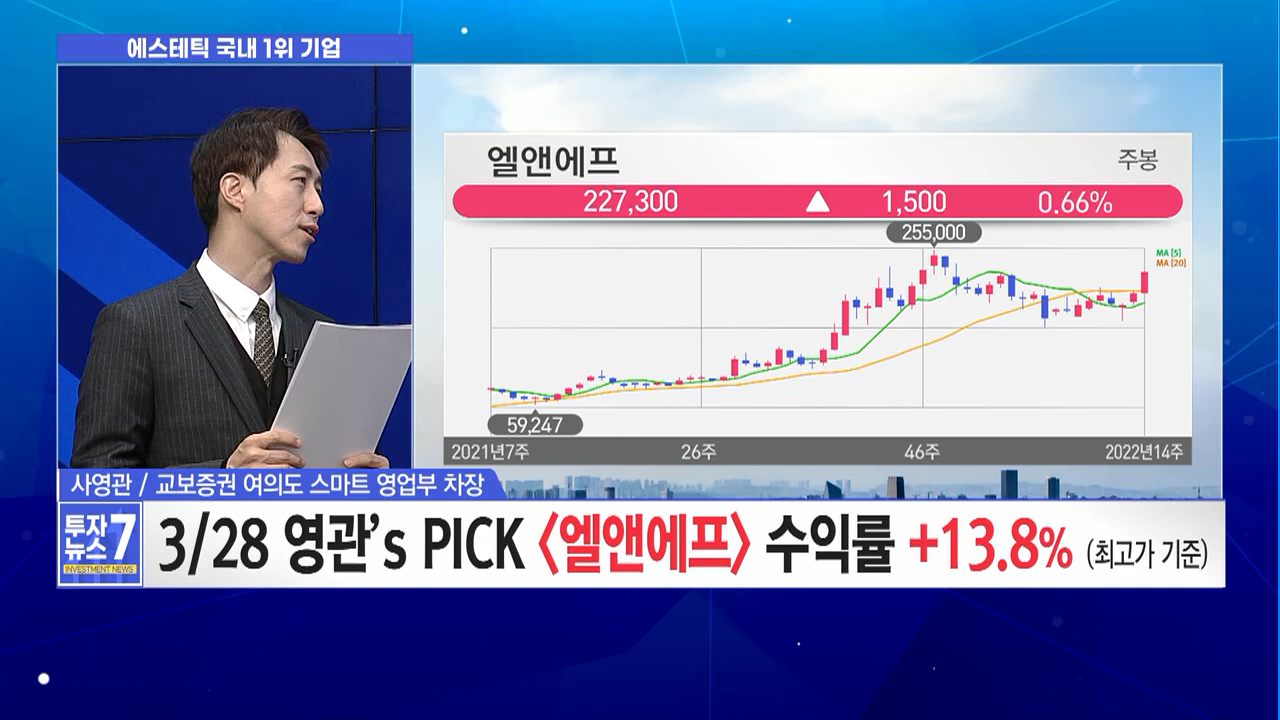 에스테틱 국내 1위 기업
엘앤에프
주봉
227,300 ▲ 1,500 0.66%
255,000
MA [5]
MA [20]
59,247
2021년7주 26주 46주 2022년14주
사영관 / 교보증권 여의도 스마트 영업부 차장
투자
뉴스 7
INVESTMENT NEWS
3/28 영관's PICK <엘앤에프> 수익률 +13.8% (최고가 기준)